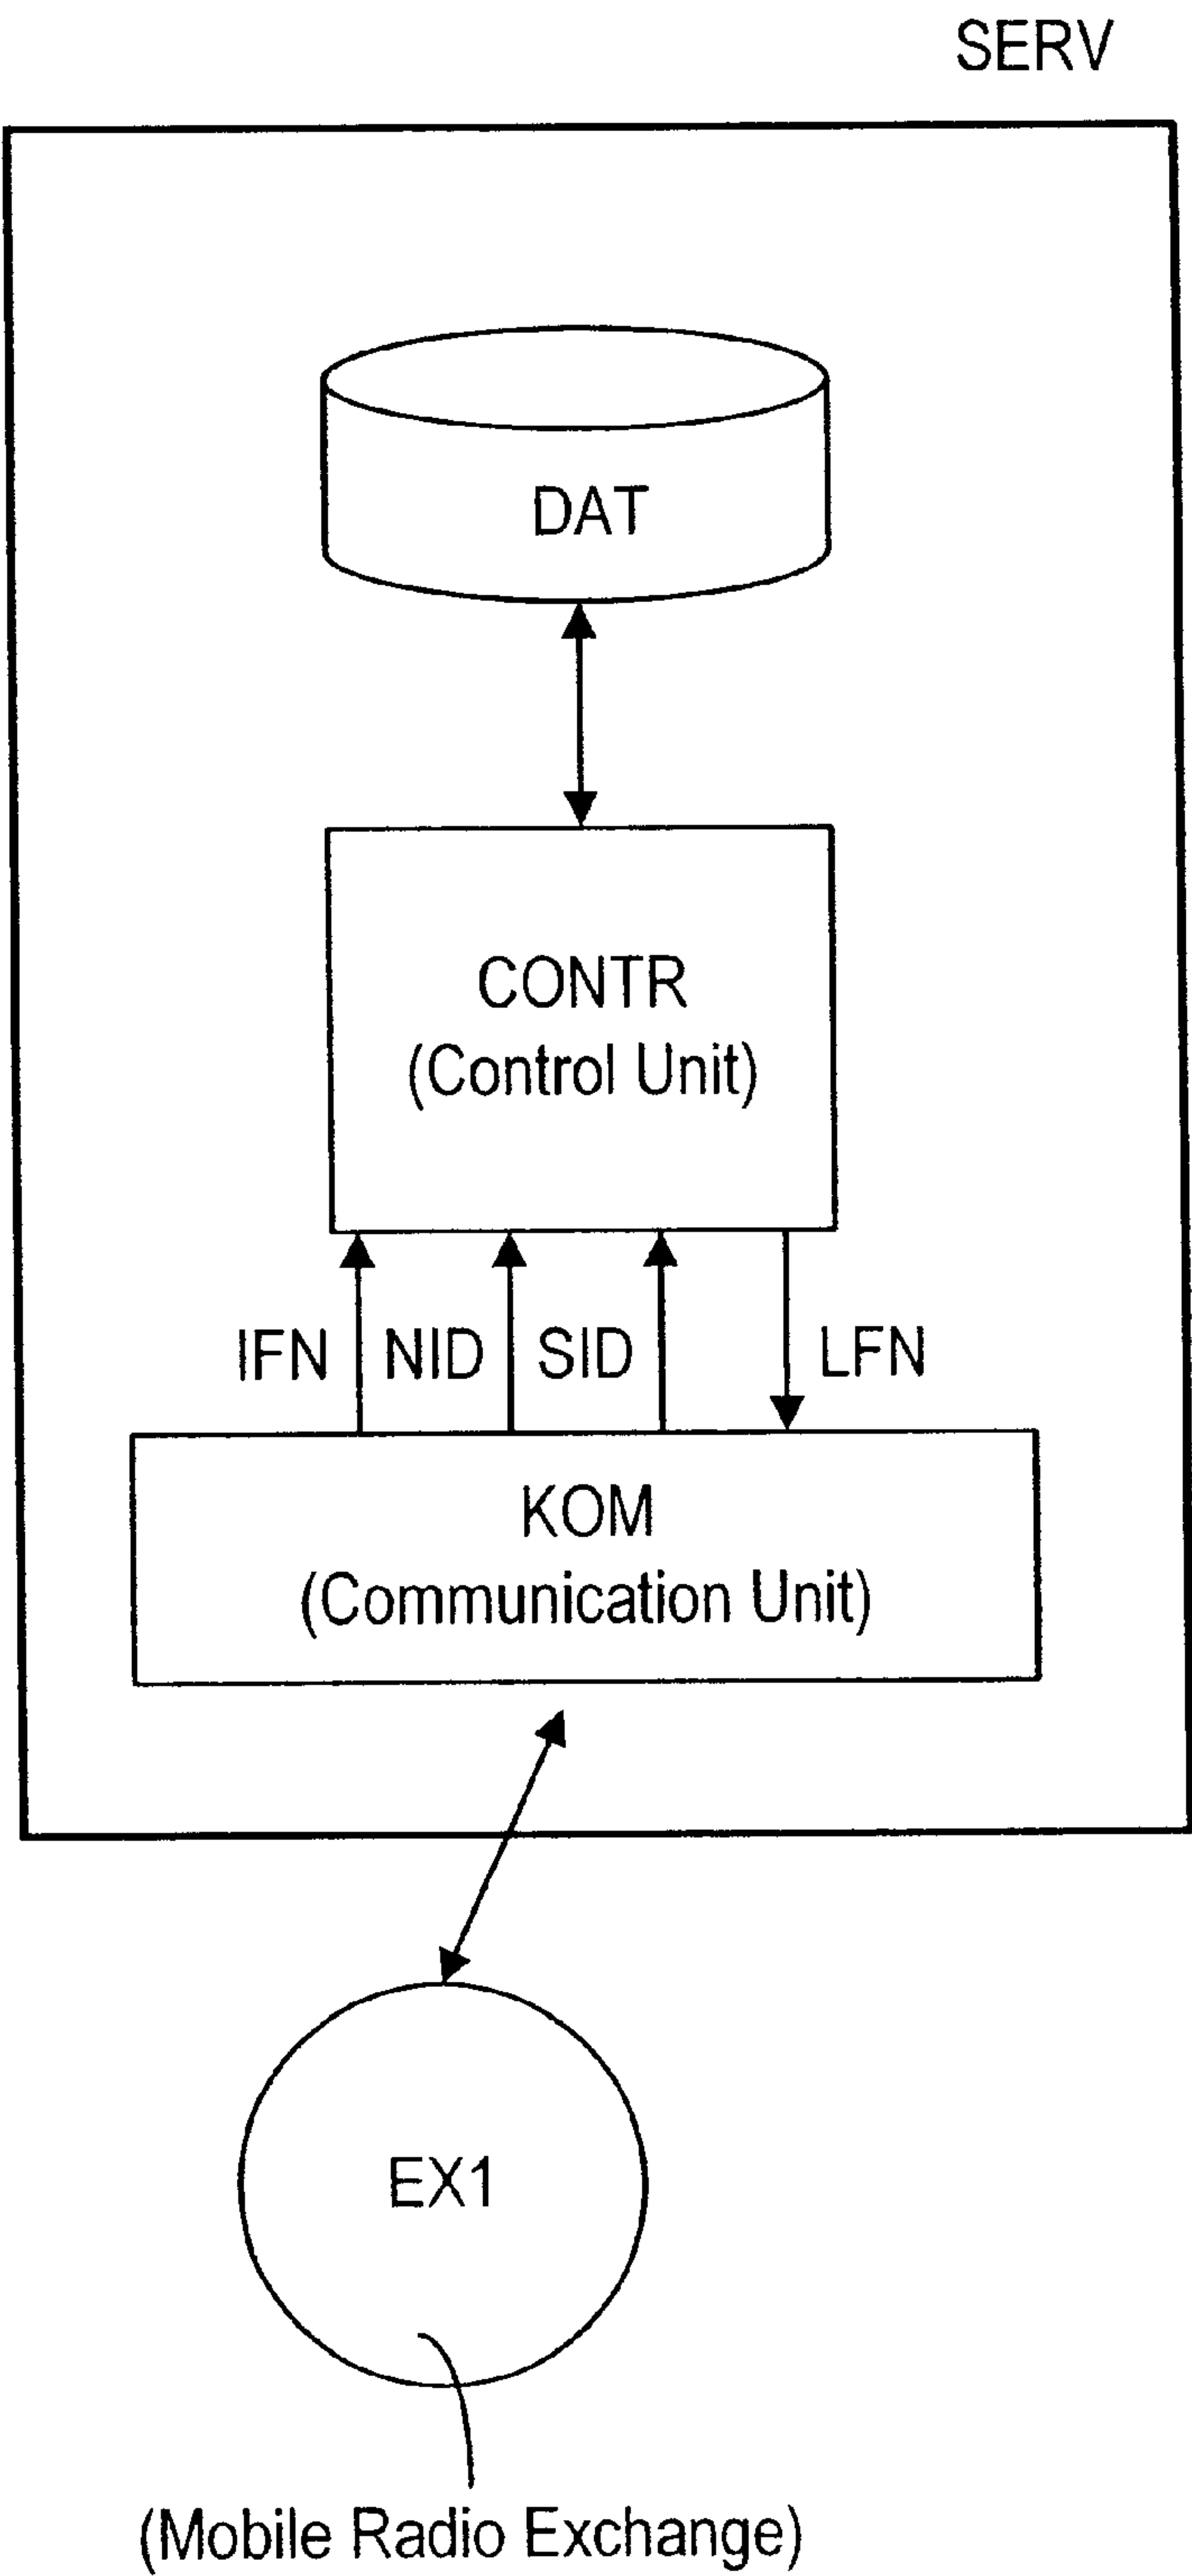 SERV
DAT
CONTR
(Control Unit)
IFN NID SID LFN
KOM
(Communication Unit)
EX1
(Mobile Radio Exchange)